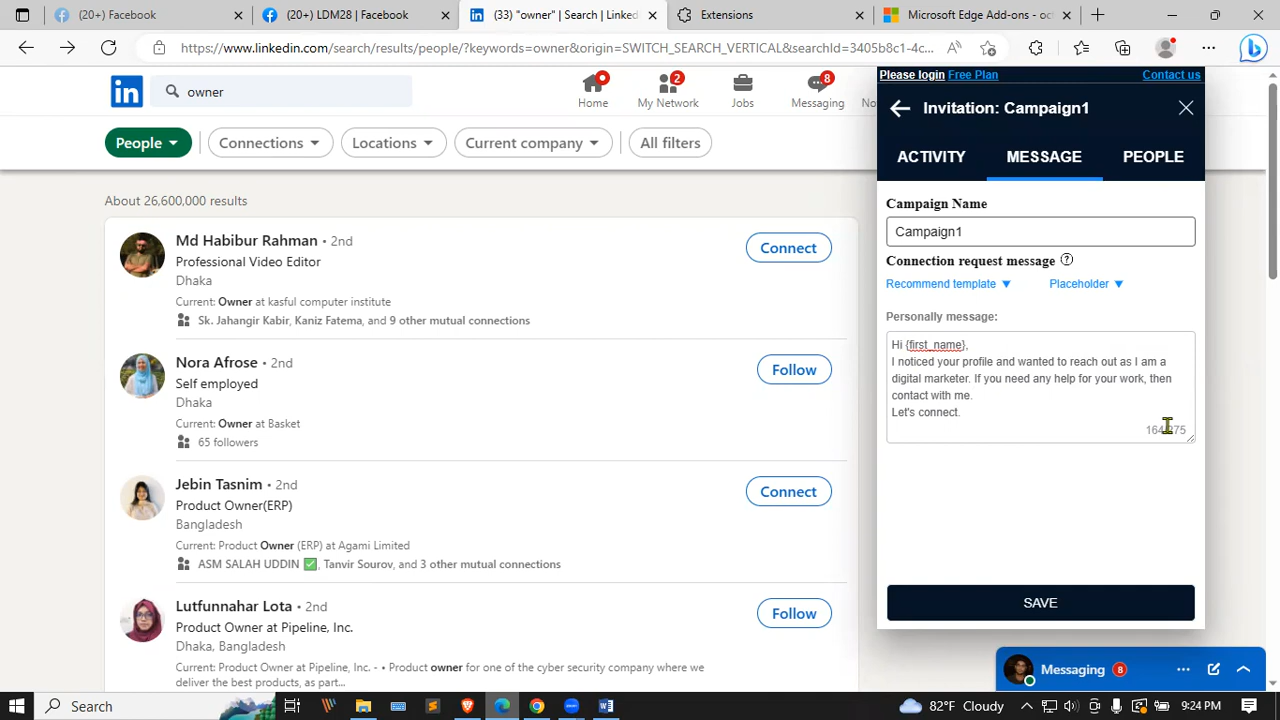 (20+) Facebook
(20+) LDM28 | Facebook
(33) "owner" | Search | Linked
Extensions
Microsoft Edge Add-ons - oct
https://www.linkedin.com/search/results/people/?keywords=owner&origin=SWITCH_SEARCH_VERTICAL&searchId=3405b8c1-4c...
Please login Free Plan
Contact us
in
owner
Home
2
My Network
Jobs
8
Messaging
Invitation: Campaign1
People
Connections
Locations
Current company
All filters
ACTIVITY
MESSAGE
PEOPLE
About 26,600,000 results
Campaign Name
Campaign1
Connection request message
Recommend template
Placeholder
Personally message:
Hi {first_name},
I noticed your profile and wanted to reach out as I am a
digital marketer. If you need any help for your work, then
contact with me.
Let's connect.
SAVE
Md Habibur Rahman • 2nd
Professional Video Editor
Dhaka
Current: Owner at kasful computer institute
Sk. Jahangir Kabir, Kaniz Fatema, and 9 other mutual connections
Connect
Nora Afrose • 2nd
Self employed
Dhaka
Current: Owner at Basket
65 followers
Follow
Jebin Tasnim • 2nd
Product Owner(ERP)
Bangladesh
Current: Product Owner (ERP) at Agami Limited
ASM SALAH UDDIN ✅, Tanvir Sourov, and 3 other mutual connections
Connect
Lutfunnahar Lota • 2nd
Product Owner at Pipeline, Inc.
Dhaka, Bangladesh
Current: Product Owner at Pipeline, Inc. - • Product owner for one of the cyber security company where we
deliver the best products, as part...
Follow
Messaging 8
Search
82°F Cloudy
9:24 PM